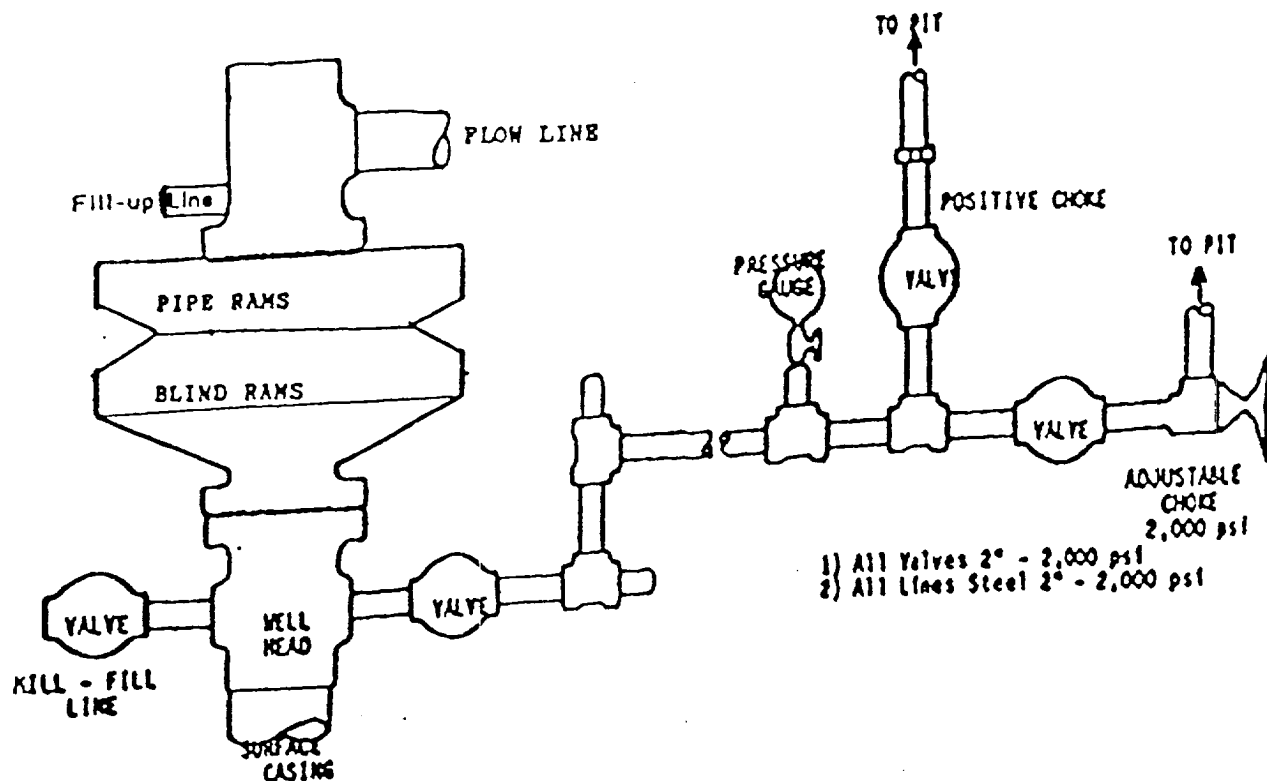 TO PIT
FLOW LINE
Fill-up Line
POSITIVE CHOKE
TO PIT
PRESSURE
GAUGE
VALVE
PIPE RAMS
BLIND RAMS
VALVE
ADJUSTABLE
CHOKE
2,000 psi
1) All Valves 2" - 2,000 psi
2) All Lines Steel 2" - 2,000 psi
VALVE
WELL
HEAD
VALVE
KILL - FILL
LINE
SURFACE
CASING